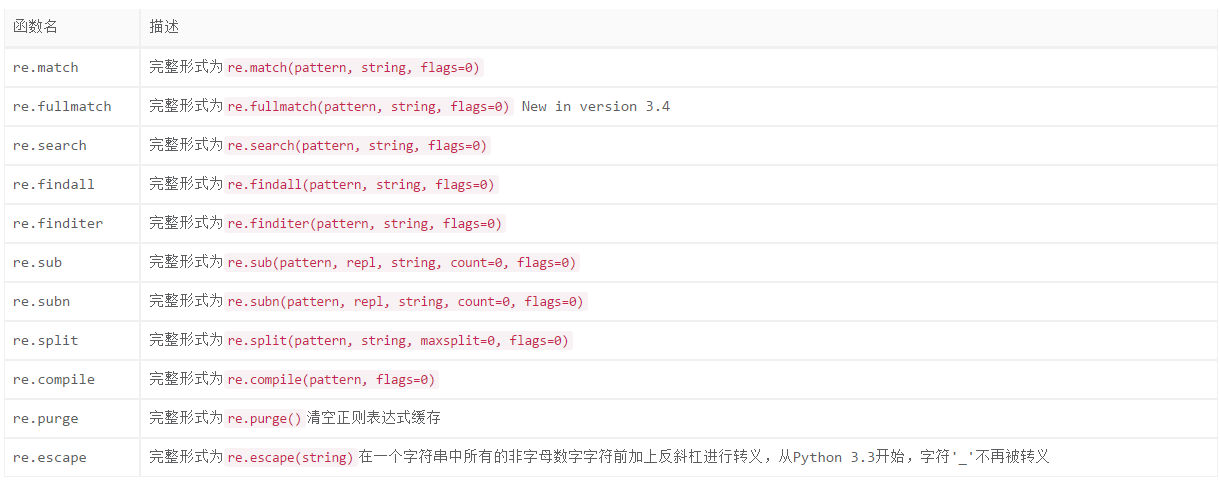 函数名 描述
re.match 完整形式为 re.match(pattern, string, flags=0)
re.fullmatch 完整形式为 re.fullmatch(pattern, string, flags=0) New in version 3.4
re.search 完整形式为 re.search(pattern, string, flags=0)
re.findall 完整形式为 re.findall(pattern, string, flags=0)
re.finditer 完整形式为 re.finditer(pattern, string, flags=0)
re.sub 完整形式为 re.sub(pattern, repl, string, count=0, flags=0)
re.subn 完整形式为 re.subn(pattern, repl, string, count=0, flags=0)
re.split 完整形式为 re.split(pattern, string, maxsplit=0, flags=0)
re.compile 完整形式为 re.compile(pattern, flags=0)
re.purge 完整形式为 re.purge() 清空正则表达式缓存
re.escape 完整形式为 re.escape(string) 在一个字符串中所有的非字母数字字符前加上反斜杠进行转义，从Python 3.3开始，字符'_'不再被转义